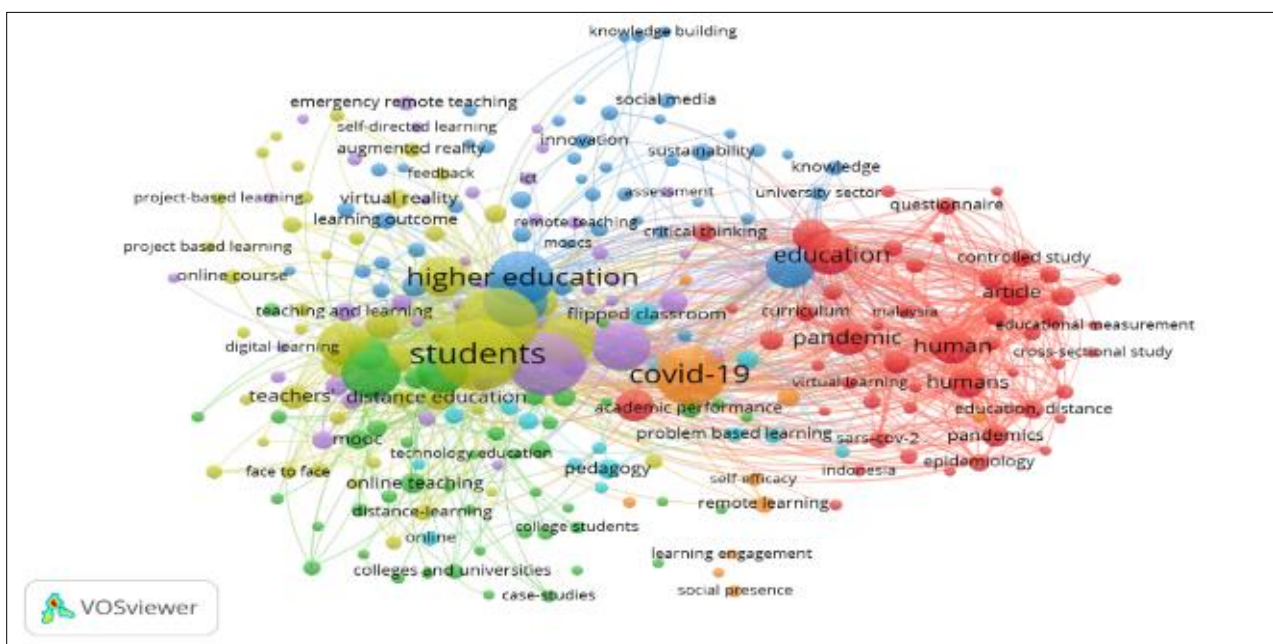 knowledge building
emergency remote teaching
social media
self-directed learning
innovation
augmented reality
sustainability
feedback
knowledge
ict
assessment
university sector
project-based learning
virtual reality
questionnaire
learning outcome
remote teaching
critical thinking
moocs
project based learning
education
controlled study
online course
higher education
article
teaching and learning
flipped classroom
curriculum
malaysia
educational measurement
digital-learning
students
pandemic
human
cross-sectional study
covid-19
virtual learning
humans
teachers'
distance education
academic performance
education, distance
mooc
problem based learning
sars-cov-2
pandemics
technology education
epidemiology
face to face
pedagogy
indonesia
online teaching
self-efficacy
remote learning
distance-learning
college students
online
learning engagement
colleges and universities
social presence
case-studies
VOSviewer